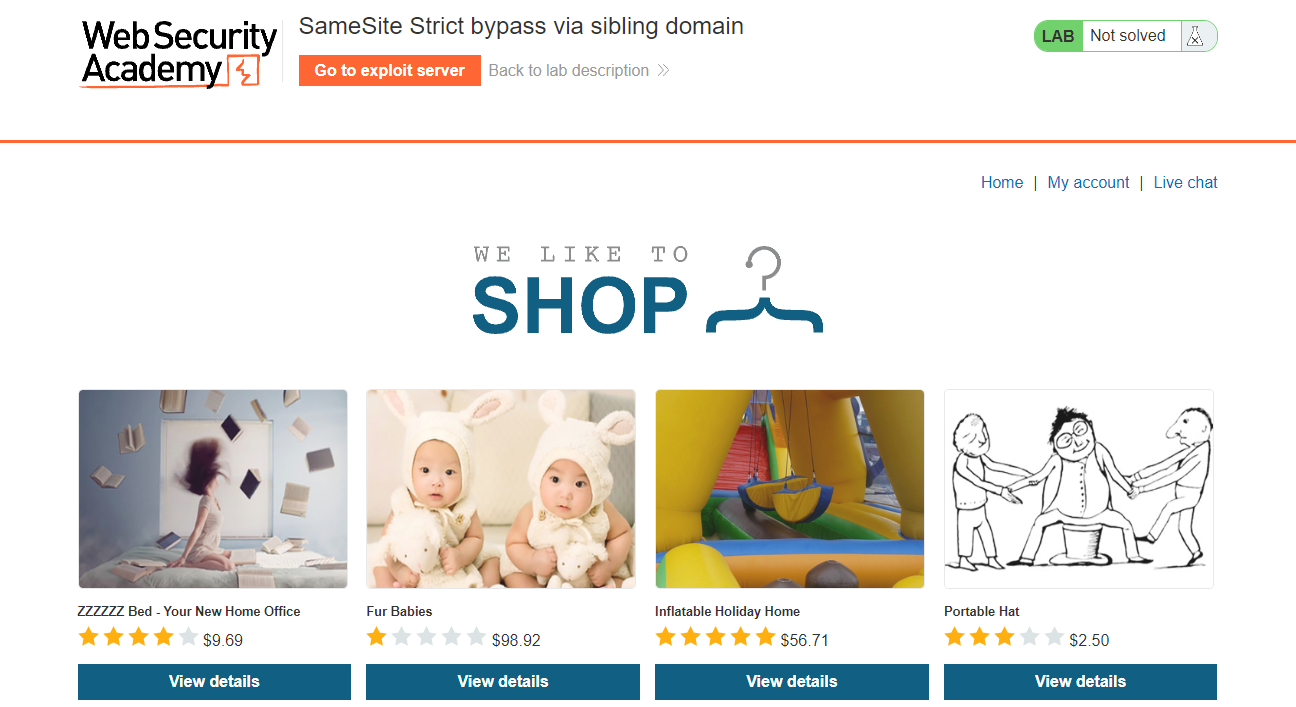 WebSecurity
Academy
SameSite Strict bypass via sibling domain
Go to exploit server
Back to lab description
LAB
Not solved
Home | My account | Live chat
WE LIKE TO
SHOP
ZZZZZZ Bed - Your New Home Office
Fur Babies
Inflatable Holiday Home
Portable Hat
$9.69
$98.92
$56.71
$2.50
View details
View details
View details
View details